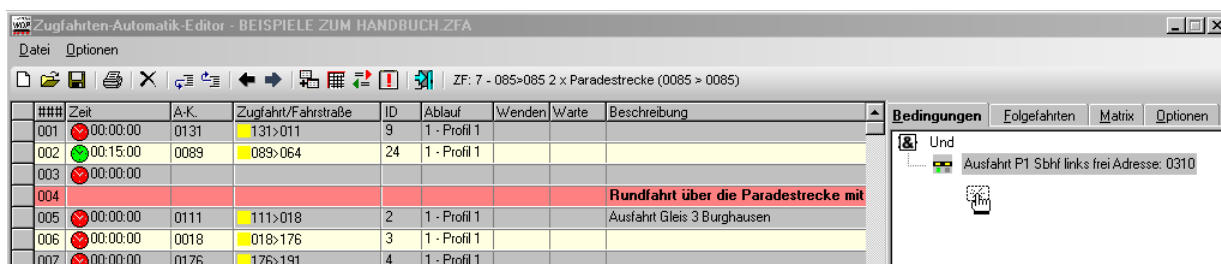 WDP Zugfahrten-Automatik-Editor - BEISPIELE ZUM HANDBUCH.ZFA
Datei Optionen
ZF: 7 - 085>085 2 x Paradestrecke (0085 > 0085)
### Zeit A-K. Zugfahrt/Fahrstraße ID Ablauf Wenden Warte Beschreibung
001 00:00:00 0131 131>011 9 1 - Profil 1
002 00:15:00 0089 089>064 24 1 - Profil 1
003 00:00:00
004 Rundfahrt über die Paradestrecke mit
005 00:00:00 0111 111>018 2 1 - Profil 1 Ausfahrt Gleis 3 Burghausen
006 00:00:00 0018 018>176 3 1 - Profil 1
007 00:00:00 0176 176>191 4 1 - Profil 1
Bedingungen Folgefahrten Matrix Optionen
& Und
Ausfahrt P1 Sbhf links frei Adresse: 0310